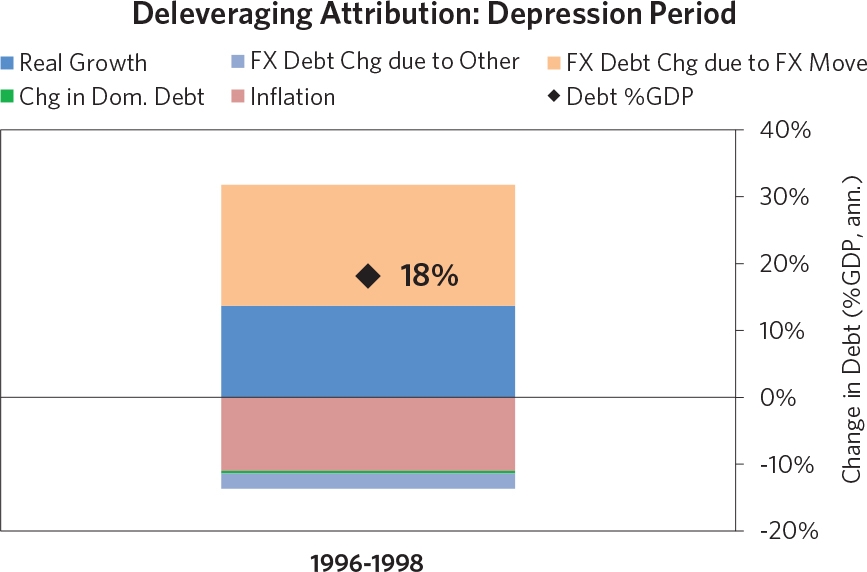 Deleveraging Attribution: Depression Period
Real Growth FX Debt Chg due to Other FX Debt Chg due to FX Move
Chg in Dom. Debt Inflation Debt %GDP
40%
30%
20%
10%
0%
-10%
-20%
Change in Debt (%GDP, ann.)
18%
1996-1998